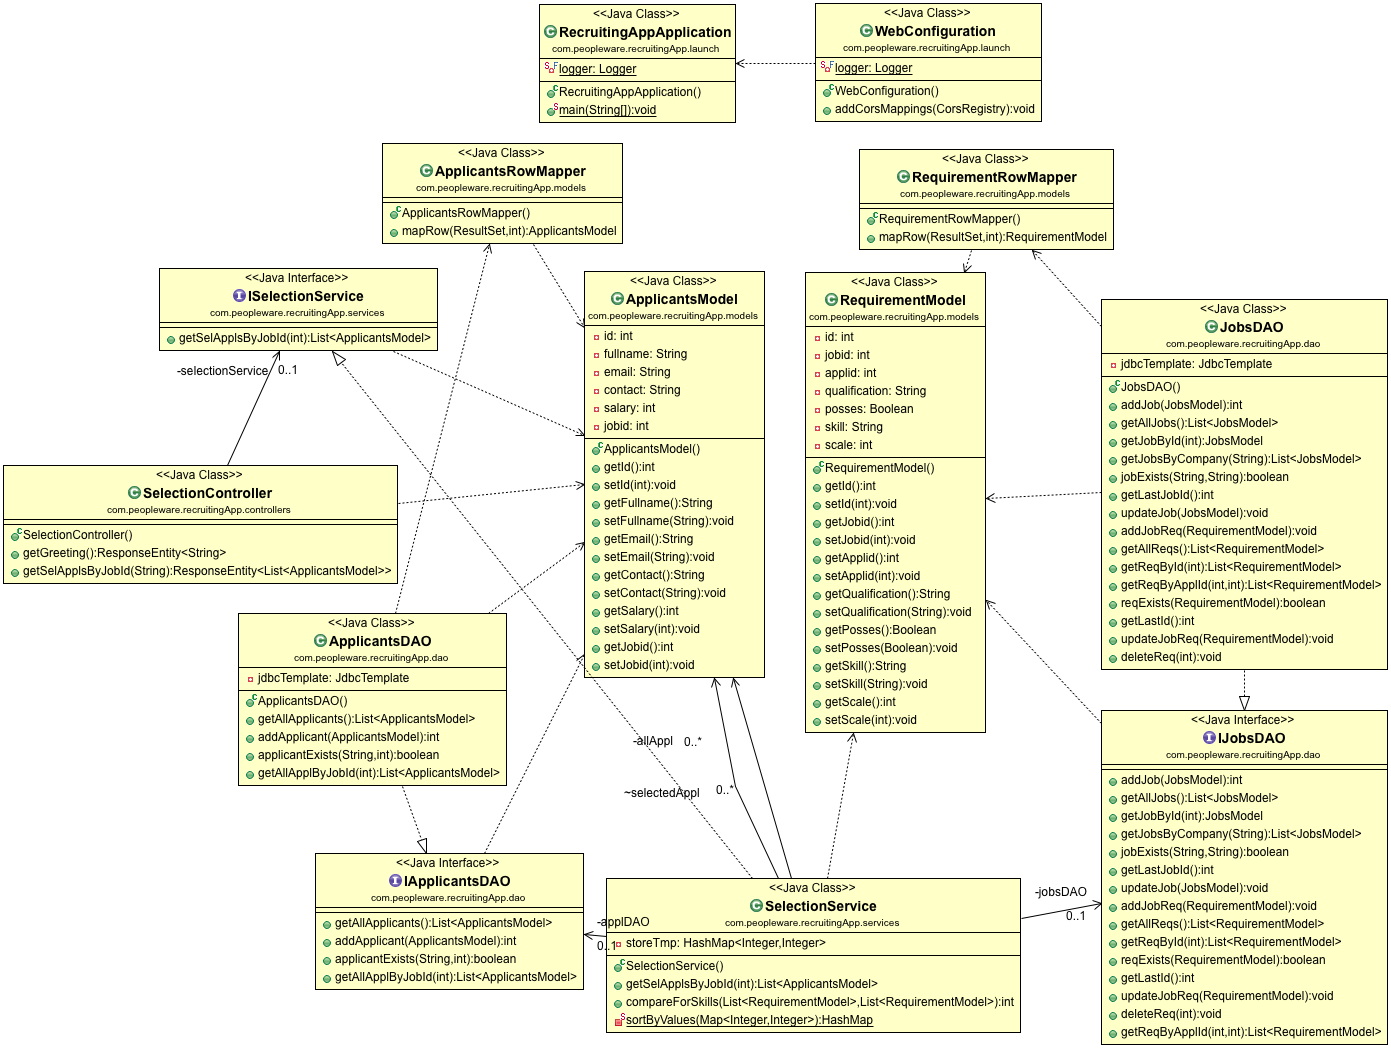 <<Java Class>>
RecruitingAppApplication
com.peopleware.recruitingApp.launch
logger: Logger
RecruitingAppApplication()
main(String[]):void
<<Java Class>>
WebConfiguration
com.peopleware.recruitingApp.launch
logger: Logger
WebConfiguration()
addCorsMappings(CorsRegistry):void
<<Java Class>>
ApplicantsRowMapper
com.peopleware.recruitingApp.models
ApplicantsRowMapper()
mapRow(ResultSet,int):ApplicantsModel
<<Java Class>>
RequirementRowMapper
com.peopleware.recruitingApp.models
RequirementRowMapper()
mapRow(ResultSet,int):RequirementModel
<<Java Interface>>
ISelectionService
com.peopleware.recruitingApp.services
getSelApplsByJobId(int):List<ApplicantsModel>
-selectionService
0..1
<<Java Class>>
ApplicantsModel
com.peopleware.recruitingApp.models
id: int
fullname: String
email: String
contact: String
salary: int
jobid: int
ApplicantsModel()
getId():int
setId(int):void
getFullname():String
setFullname(String):void
getEmail():String
setEmail(String):void
getContact():String
setContact(String):void
getSalary():int
setSalary(int):void
getJobid():int
setJobid(int):void
<<Java Class>>
RequirementModel
com.peopleware.recruitingApp.models
id: int
jobid: int
applid: int
qualification: String
posses: Boolean
skill: String
scale: int
RequirementModel()
getId():int
setId(int):void
getJobid():int
setJobid(int):void
getApplid():int
setApplid(int):void
getQualification():String
setQualification(String):void
getPosses():Boolean
setPosses(Boolean):void
getSkill():String
setSkill(String):void
getScale():int
setScale(int):void
<<Java Class>>
JobsDAO
com.peopleware.recruitingApp.dao
jdbcTemplate: JdbcTemplate
JobsDAO()
addJob(JobsModel):int
getAllJobs():List<JobsModel>
getJobById(int):JobsModel
getJobsByCompany(String):List<JobsModel>
jobExists(String,String):boolean
getLastJobId():int
updateJob(JobsModel):void
addJobReq(RequirementModel):void
getAllReqs():List<RequirementModel>
getReqById(int):List<RequirementModel>
getReqByApplId(int,int):List<RequirementModel>
reqExists(RequirementModel):boolean
getLastId():int
updateJobReq(RequirementModel):void
deleteReq(int):void
<<Java Class>>
SelectionController
com.peopleware.recruitingApp.controllers
SelectionController()
getGreeting():ResponseEntity<String>
getSelApplsByJobId(String):ResponseEntity<List<ApplicantsModel>>
<<Java Class>>
ApplicantsDAO
com.peopleware.recruitingApp.dao
jdbcTemplate: JdbcTemplate
ApplicantsDAO()
getAllApplicants():List<ApplicantsModel>
addApplicant(ApplicantsModel):int
applicantExists(String,int):boolean
getAllApplByJobId(int):List<ApplicantsModel>
-allAppl
0..*
~selectedAppl
0..*
<<Java Interface>>
IJobsDAO
com.peopleware.recruitingApp.dao
addJob(JobsModel):int
getAllJobs():List<JobsModel>
getJobById(int):JobsModel
getJobsByCompany(String):List<JobsModel>
jobExists(String,String):boolean
getLastJobId():int
updateJob(JobsModel):void
addJobReq(RequirementModel):void
getAllReqs():List<RequirementModel>
getReqById(int):List<RequirementModel>
reqExists(RequirementModel):boolean
getLastId():int
updateJobReq(RequirementModel):void
deleteReq(int):void
getReqByApplId(int,int):List<RequirementModel>
<<Java Interface>>
IApplicantsDAO
com.peopleware.recruitingApp.dao
getAllApplicants():List<ApplicantsModel>
addApplicant(ApplicantsModel):int
applicantExists(String,int):boolean
getAllApplByJobId(int):List<ApplicantsModel>
-applDAO
0..1
<<Java Class>>
SelectionService
com.peopleware.recruitingApp.services
storeTmp: HashMap<Integer,Integer>
SelectionService()
getSelApplsByJobId(int):List<ApplicantsModel>
compareForSkills(List<RequirementModel>,List<RequirementModel>):int
sortByValues(Map<Integer,Integer>):HashMap
-jobsDAO
0..1